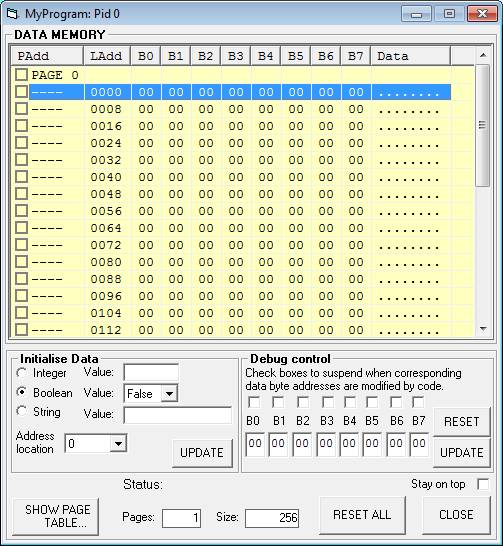 MyProgram: Pid 0
DATA MEMORY
PAdd LAdd B0 B1 B2 B3 B4 B5 B6 B7 Data
PAGE 0
---- 0000 00 00 00 00 00 00 00 00 ........
---- 0008 00 00 00 00 00 00 00 00 ........
---- 0016 00 00 00 00 00 00 00 00 ........
---- 0024 00 00 00 00 00 00 00 00 ........
---- 0032 00 00 00 00 00 00 00 00 ........
---- 0040 00 00 00 00 00 00 00 00 ........
---- 0048 00 00 00 00 00 00 00 00 ........
---- 0056 00 00 00 00 00 00 00 00 ........
---- 0064 00 00 00 00 00 00 00 00 ........
---- 0072 00 00 00 00 00 00 00 00 ........
---- 0080 00 00 00 00 00 00 00 00 ........
---- 0088 00 00 00 00 00 00 00 00 ........
---- 0096 00 00 00 00 00 00 00 00 ........
---- 0104 00 00 00 00 00 00 00 00 ........
---- 0112 00 00 00 00 00 00 00 00 ........
Initialise Data
Integer Value:
Boolean Value: False
String Value:
Address
location 0
UPDATE
Debug control
Check boxes to suspend when corresponding
data byte addresses are modified by code.
B0 B1 B2 B3 B4 B5 B6 B7
00 00 00 00 00 00 00 00
RESET
UPDATE
Status:
Stay on top
SHOW PAGE
TABLE...
Pages: 1 Size: 256
RESET ALL
CLOSE